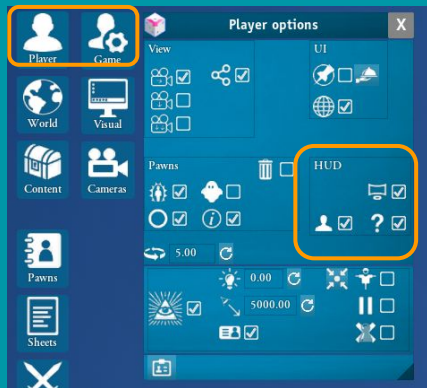 Player options
X
Player
Game
World
Visual
Content
Cameras
Pawns
Sheets
View
UI
Pawns
HUD
5.00
0.00
5000.00